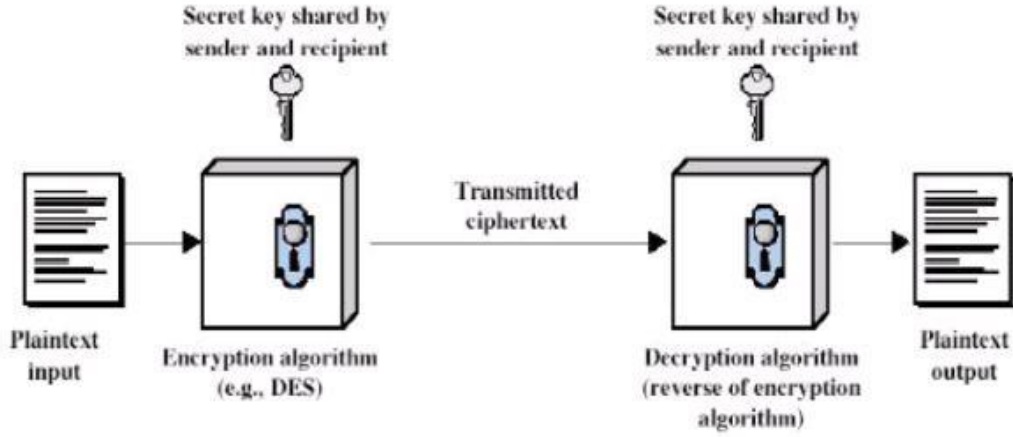 Secret key shared by
sender and recipient
Secret key shared by
sender and recipient
Transmitted
ciphertext
Plaintext
input
Encryption algorithm
(e.g., DES)
Decryption algorithm
(reverse of encryption
algorithm)
Plaintext
output